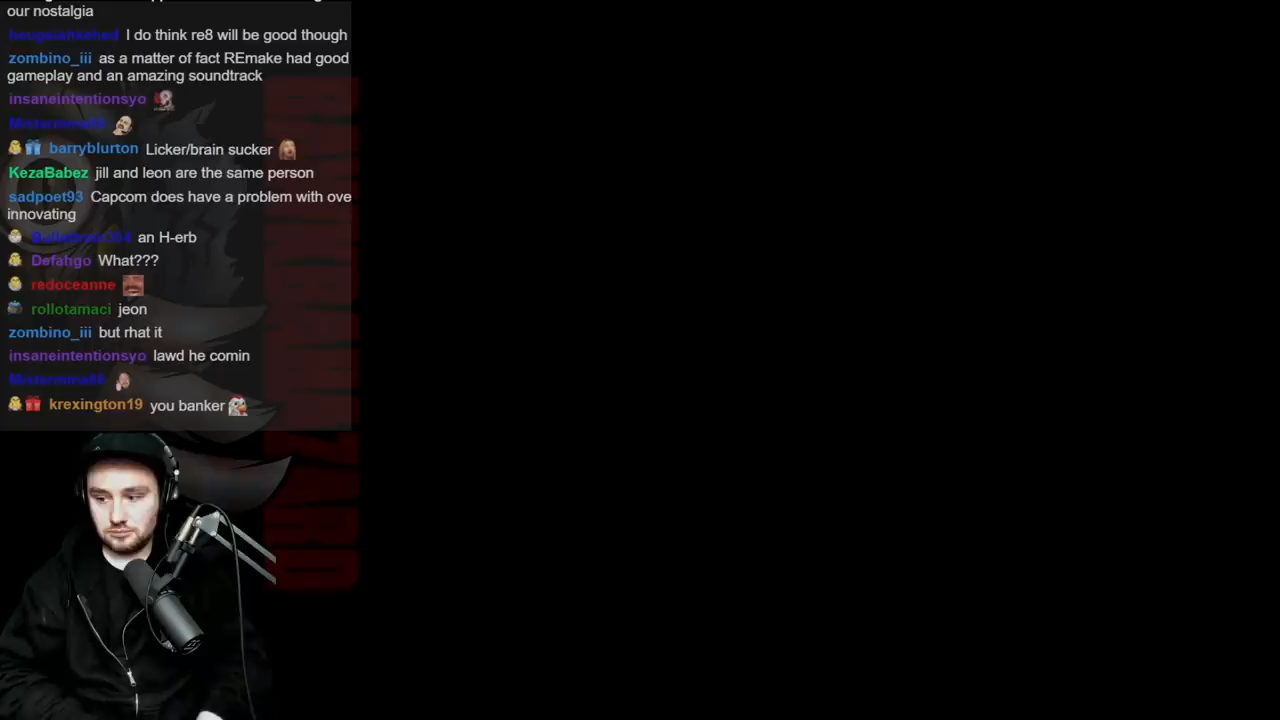 our nostalgia
I do think re8 will be good though
zombino_iii as a matter of fact REmake had good
gameplay and an amazing soundtrack
insaneintentionsyo
barryblurton Licker/brain sucker
KezaBabez jill and leon are the same person
sadpoet93 Capcom does have a problem with ove
innovating
an H-erb
Defahgo What???
redoceanne
rollotamaci jeon
zombino_iii but rhat it
insaneintentionsyo lawd he comin
krexington19 you banker